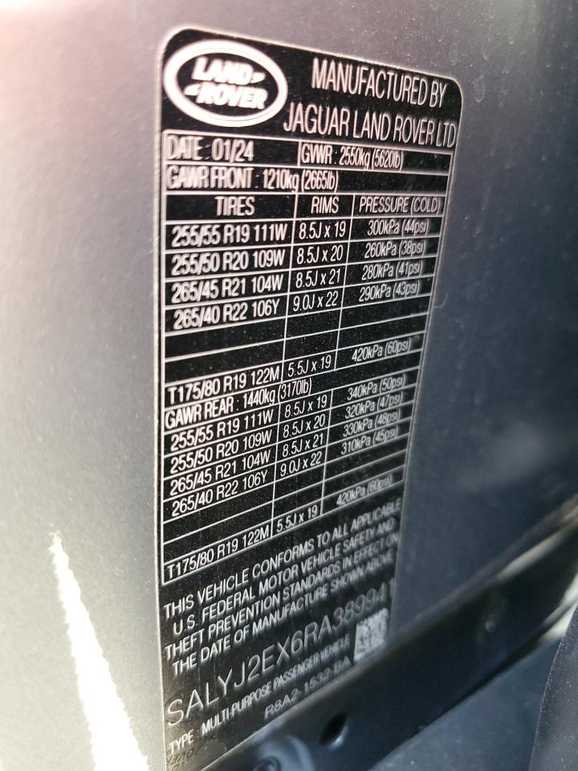 LAND-
-ROVER
MANUFACTURED BY
JAGUAR LAND ROVER LTD
DATE : 01/24 GVWR : 2550kg (5620lb)
GAWR FRONT : 1210kg (2665lb)
TIRES RIMS PRESSURE (COLD)
255/55 R19 111W 8.5J x 19 300kPa (44psi)
255/50 R20 109W 8.5J x 20 260kPa (38psi)
265/45 R21 104W 8.5J x 21 280kPa (41psi)
265/40 R22 106Y 9.0J x 22 290kPa (43psi)
T175/80 R19 122M 5.5J x 19 420kPa (60psi)
GAWR REAR : 1440kg (3170lb)
255/55 R19 111W 8.5J x 19 340kPa (50psi)
255/50 R20 109W 8.5J x 20 320kPa (47psi)
265/45 R21 104W 8.5J x 21 330kPa (48psi)
265/40 R22 106Y 9.0J x 22 310kPa (45psi)
T175/80 R19 122M 5.5J x 19 420kPa (60psi)
THIS VEHICLE CONFORMS TO ALL APPLICABLE
U.S. FEDERAL MOTOR VEHICLE SAFETY AND
THEFT PREVENTION STANDARDS IN EFFECT ON
THE DATE OF MANUFACTURE SHOWN ABOVE
SALYJ2EX6RA389941
TYPE : MULTI-PURPOSE PASSENGER VEHICLE
R8A2-1532-BA